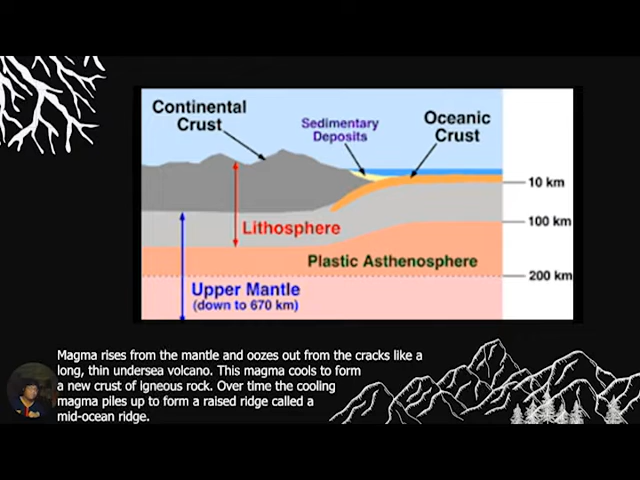 Continental
Crust
Sedimentary
Deposits
Oceanic
Crust
10 km
100 km
Lithosphere
Plastic Asthenosphere
200 km
Upper Mantle
(down to 670 km)
Magma rises from the mantle and oozes out from the cracks like a
long, thin undersea volcano. This magma cools to form
a new crust of Igneous rock. Over time the cooling
magma piles up to form a raised ridge called a
mid-ocean ridge.